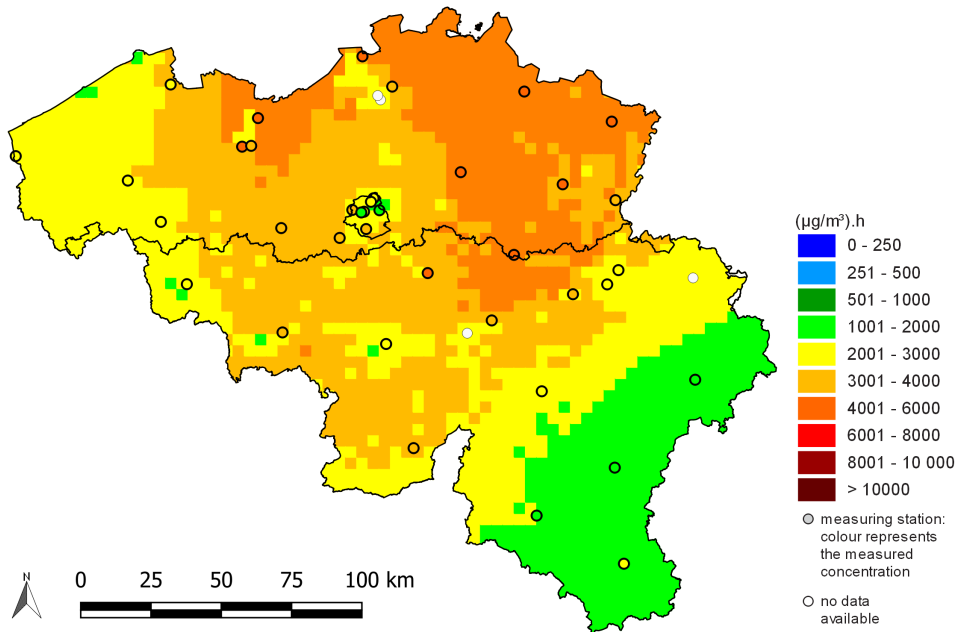 (µg/m³).h
0 - 250
251 - 500
501 - 1000
1001 - 2000
2001 - 3000
3001 - 4000
4001 - 6000
6001 - 8000
8001 - 10 000
> 10000
measuring station:
colour represents
the measured
concentration
no data
available
N
0 25 50 75 100 km